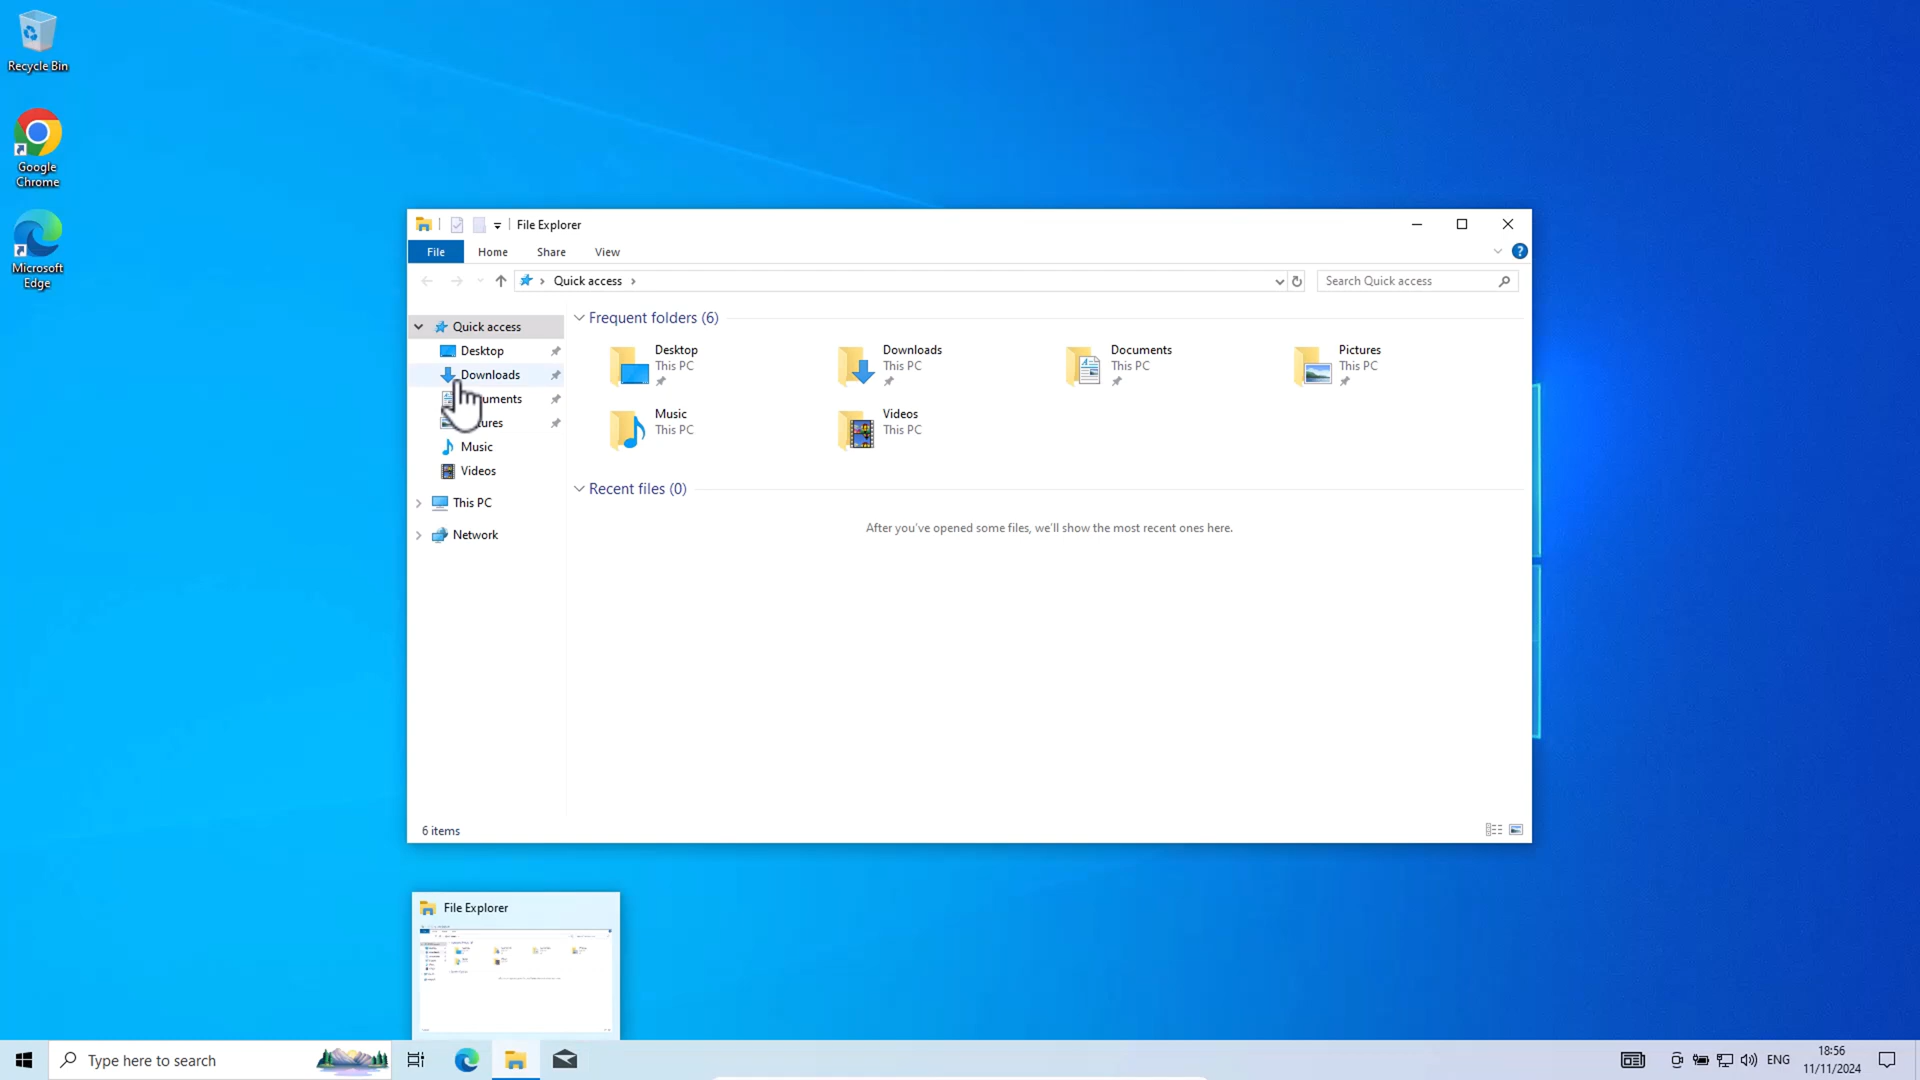 Recycle Bin
Google
Chrome
Microsoft
Edge
File Explorer
File
Home
Share
View
Quick access
Search Quick access
Quick access
Desktop
Downloads
uments
ures
Music
Videos
This PC
Network
Frequent folders (6)
Desktop
This PC
Downloads
This PC
Documents
This PC
Pictures
This PC
Music
This PC
Videos
This PC
Recent files (0)
After you've opened some files, we'll show the most recent ones here.
6 items
File Explorer
Type here to search
ENG
18:56
11/11/2024